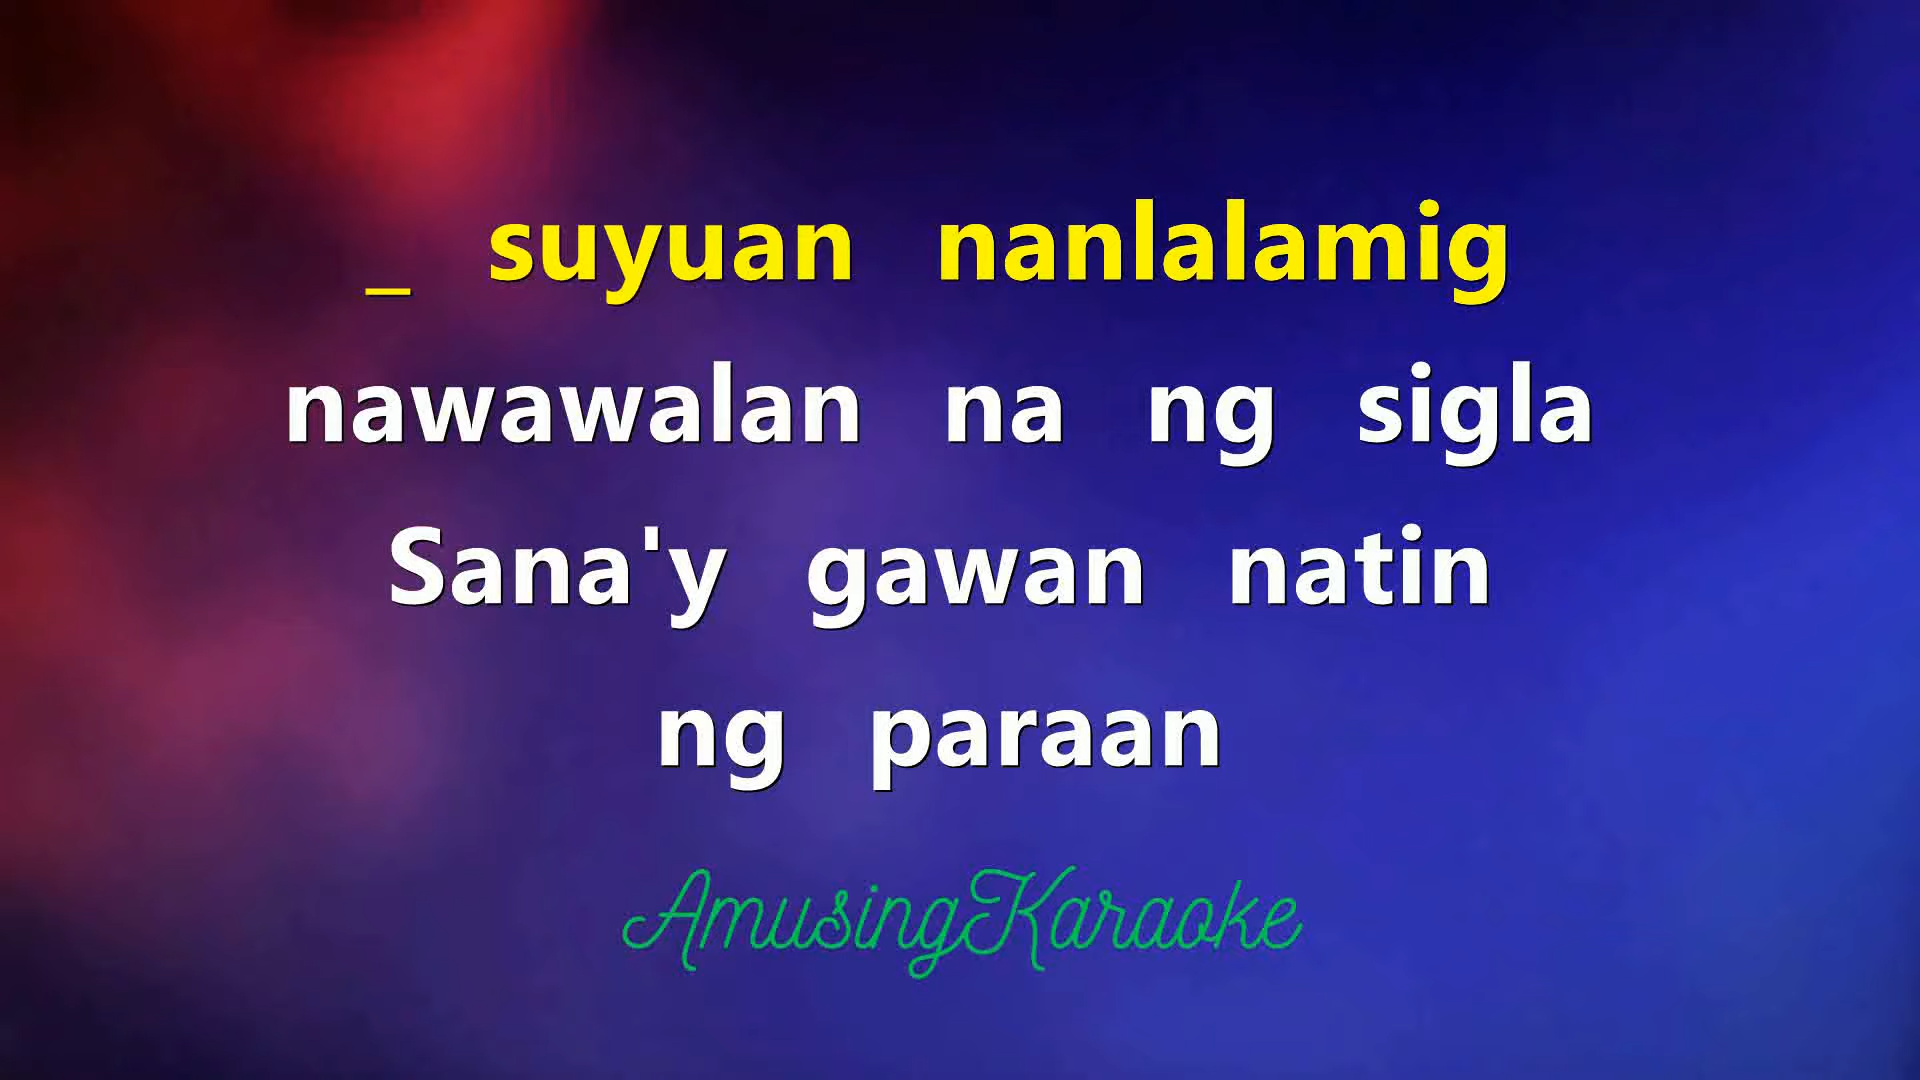 _ suyuan nanlalamig
nawawalan na ng sigla
Sana'y gawan natin
ng paraan
AmusingKaraoke